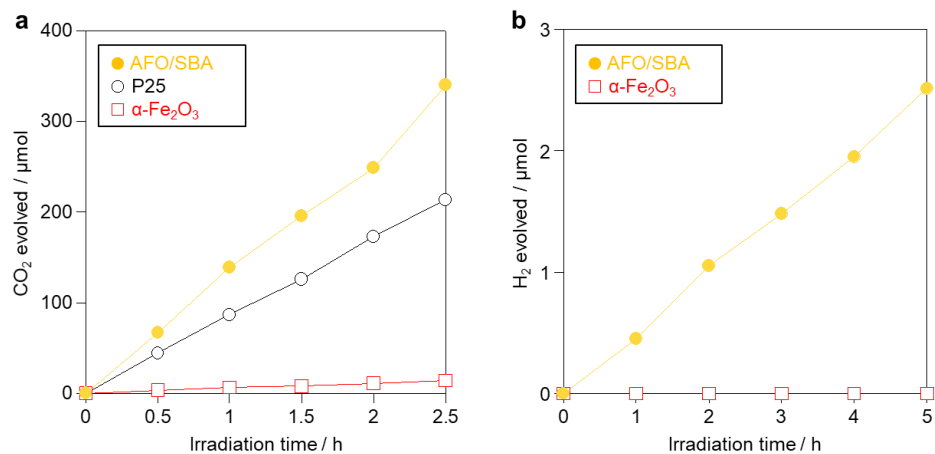 a
400
300
200
100
0
CO₂ evolved / μmol
AFO/SBA
P25
α-Fe₂O₃
0 0.5 1 1.5 2 2.5
Irradiation time / h
b
3
2
1
0
H₂ evolved / μmol
AFO/SBA
α-Fe₂O₃
0 1 2 3 4 5
Irradiation time / h